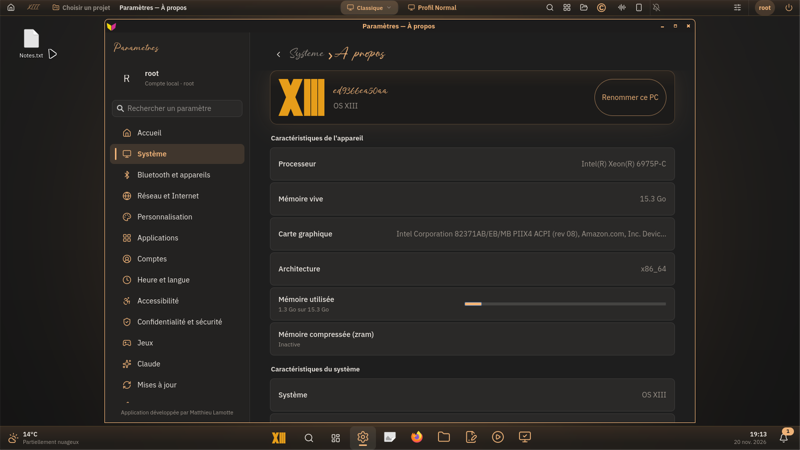 XIII
Choisir un projet
Paramètres — À propos
Classique
Profil Normal
root
Notes.txt
Paramètres — À propos
Paramètres
R
root
Compte local · root
Rechercher un paramètre
Accueil
Système
Bluetooth et appareils
Réseau et Internet
Personnalisation
Applications
Comptes
Heure et langue
Accessibilité
Confidentialité et sécurité
Jeux
Claude
Mises à jour
Application développée par Matthieu Lamotte
Système › À propos
XIII
OS XIII
Renommer ce PC
Caractéristiques de l'appareil
Processeur
Intel(R) Xeon(R) 6975P-C
Mémoire vive
15.3 Go
Carte graphique
Intel Corporation 82371AB/EB/MB PIIX4 ACPI (rev 08), Amazon.com, Inc. Devic...
Architecture
x86_64
Mémoire utilisée
1.3 Go sur 15.3 Go
Mémoire compressée (zram)
Inactive
Caractéristiques du système
Système
OS XIII
14°C
Partiellement nuageux
XIII
19:13
20 nov. 2026
1